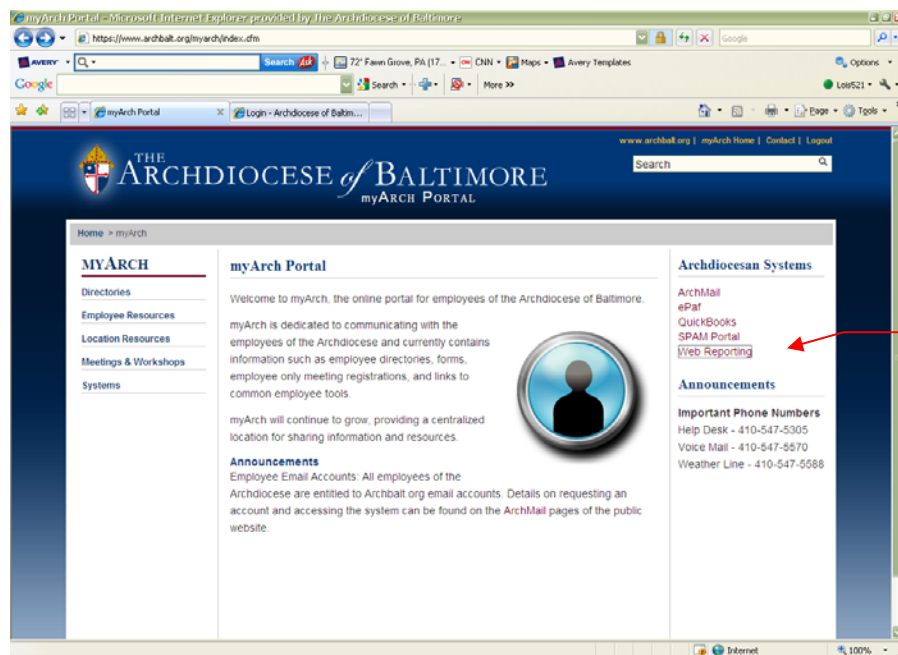 myArch Portal - Microsoft Internet Explorer provided by The Archdiocese of Baltimore
https://www.archbalt.org/myarch/index.cfm
Google
AVERY
Search Ask
72° Fawn Grove, PA (17...
CNN
Maps
Avery Templates
Options
Google
Search
More >>
Lois521
myArch Portal
Login - Archdiocese of Baltim...
Page
Tools
www.archbalt.org | myArch Home | Contact | Logout
Search
THE
ARCHDIOCESE of BALTIMORE
MYARCH PORTAL
Home > myArch
MYARCH
Directories
Employee Resources
Location Resources
Meetings & Workshops
Systems
myArch Portal
Welcome to myArch, the online portal for employees of the Archdiocese of Baltimore.
myArch is dedicated to communicating with the
employees of the Archdiocese and currently contains
information such as employee directories, forms,
employee only meeting registrations, and links to
common employee tools.
myArch will continue to grow, providing a centralized
location for sharing information and resources.
Announcements
Employee Email Accounts: All employees of the
Archdiocese are entitled to Archbalt.org email accounts. Details on requesting an
account and accessing the system can be found on the ArchMail pages of the public
website.
Archdiocesan Systems
ArchMail
ePaf
QuickBooks
SPAM Portal
Web Reporting
Announcements
Important Phone Numbers
Help Desk - 410-547-5305
Voice Mail - 410-547-5570
Weather Line - 410-547-5588
Internet
100%